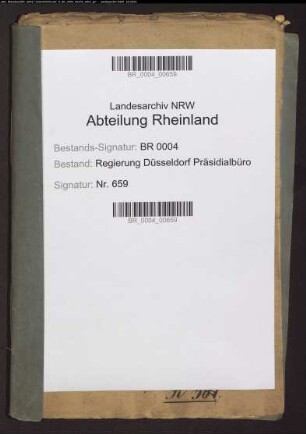 BR_0004_00659
Landesarchiv NRW
Abteilung Rheinland
Bestands-Signatur: BR 0004
Bestand: Regierung Düsseldorf Präsidialbüro
Signatur: Nr. 659
BR_0004_00659